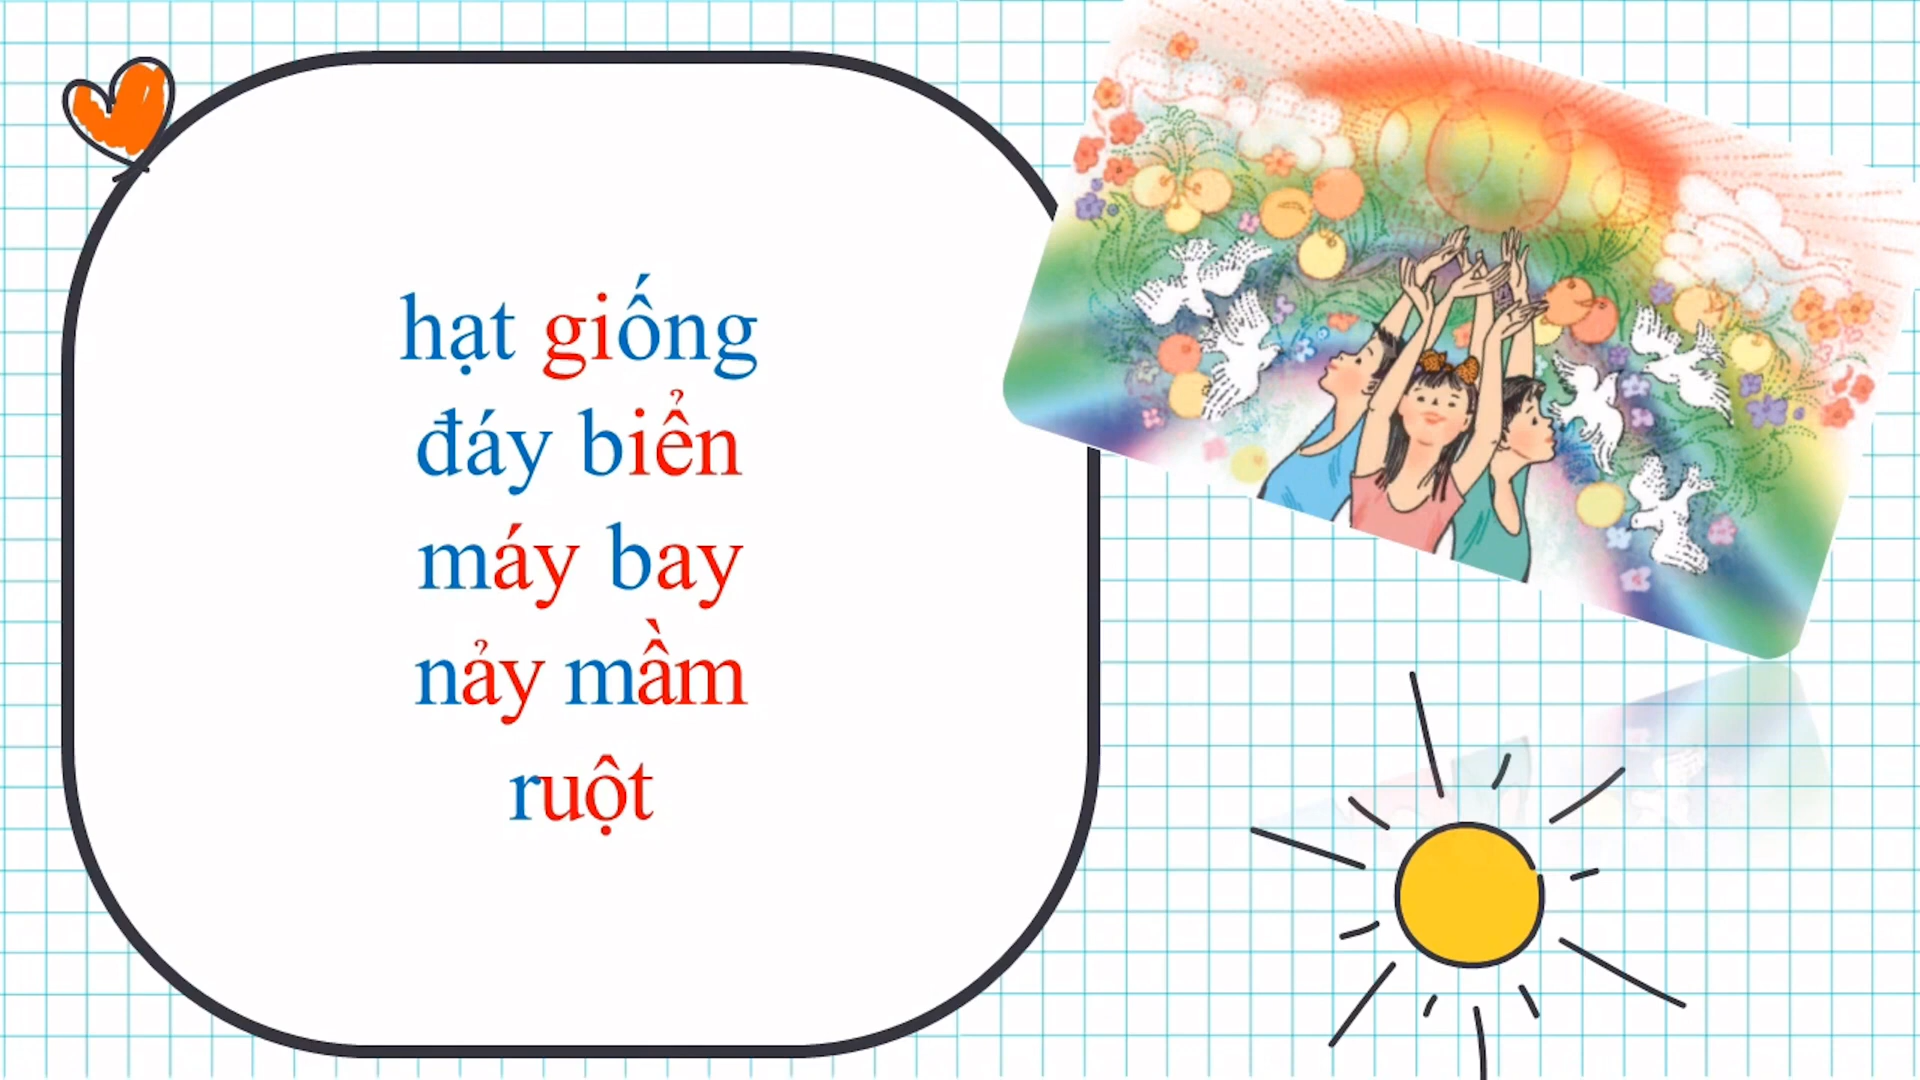 hạt giống
đáy biển
máy bay
nảy mầm
ruột